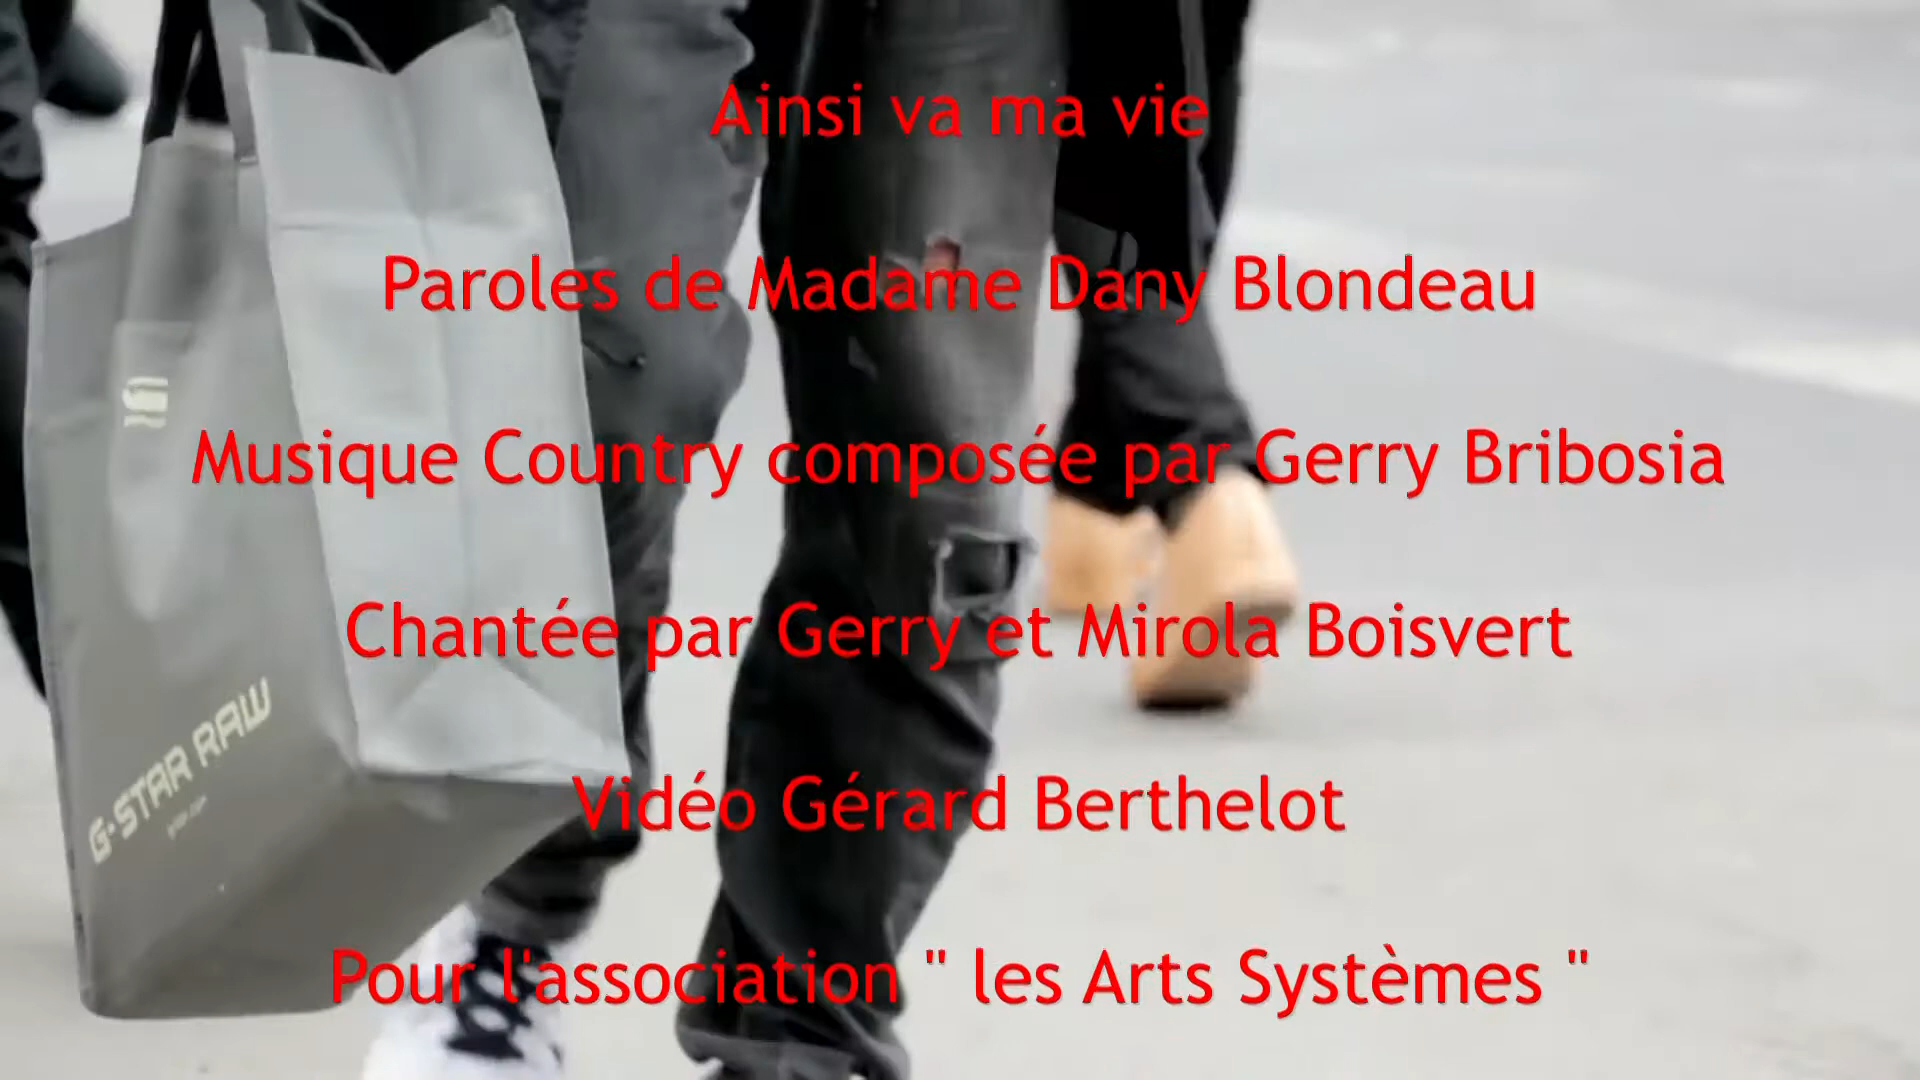 Ainsi va ma vie
Paroles de Madame Dany Blondeau
Musique Country composée par Gerry Bribosia
Chantée par Gerry et Mirola Boisvert
Vidéo Gérard Berthelot
Pour l'association " les Arts Systèmes "
G-STAR RAW